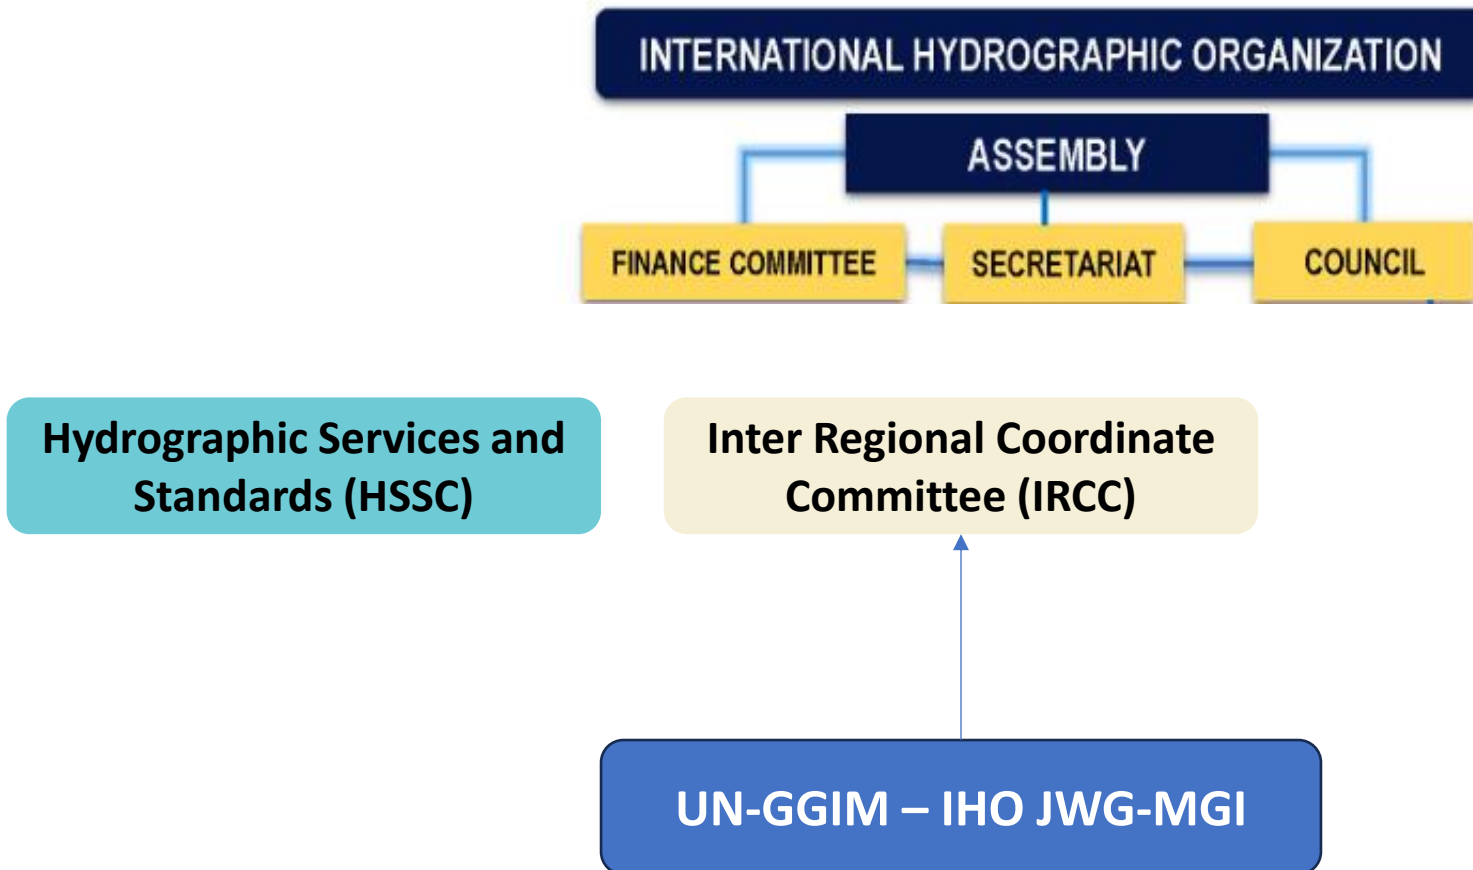 INTERNATIONAL HYDROGRAPHIC ORGANIZATION
ASSEMBLY
FINANCE COMMITTEE
SECRETARIAT
COUNCIL
Hydrographic Services and
Standards (HSSC)
Inter Regional Coordinate
Committee (IRCC)
UN-GGIM – IHO JWG-MGI